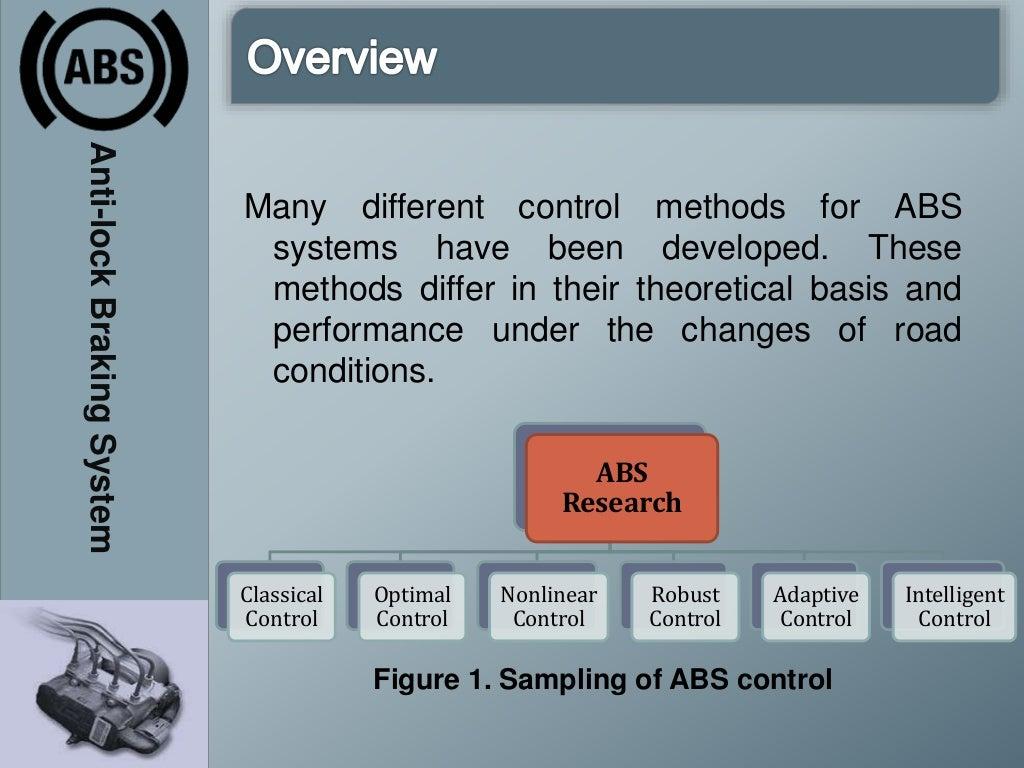 ABS
Anti-lock Braking System
Overview
Many different control methods for ABS
systems have been developed. These
methods differ in their theoretical basis and
performance under the changes of road
conditions.
ABS
Research
Classical
Control
Optimal
Control
Nonlinear
Control
Robust
Control
Adaptive
Control
Intelligent
Control
Figure 1. Sampling of ABS control